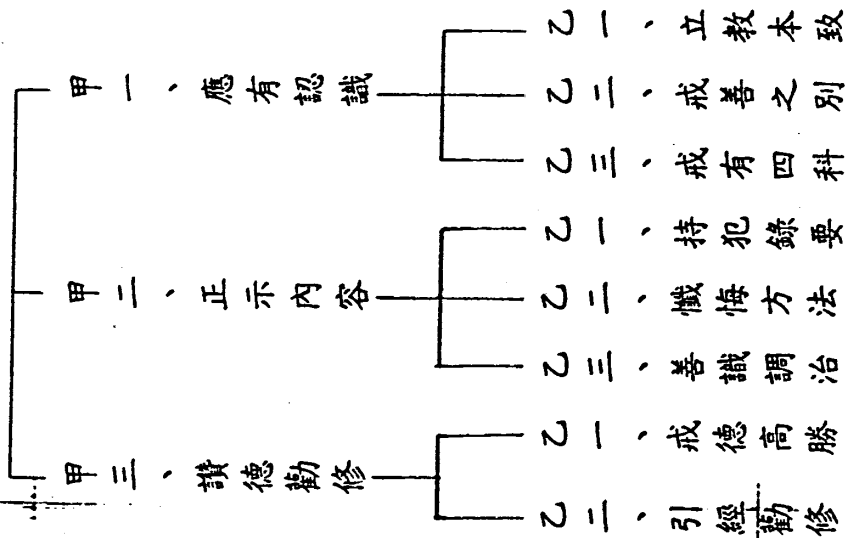 甲一、應有認識
乙一、立教本致
乙二、戒善之別
乙三、戒有四科
甲二、正示內容
乙一、持犯錄要
乙二、懺悔方法
乙三、善識調治
甲三、讚德勸修
乙一、戒德高勝
乙二、引經勸修